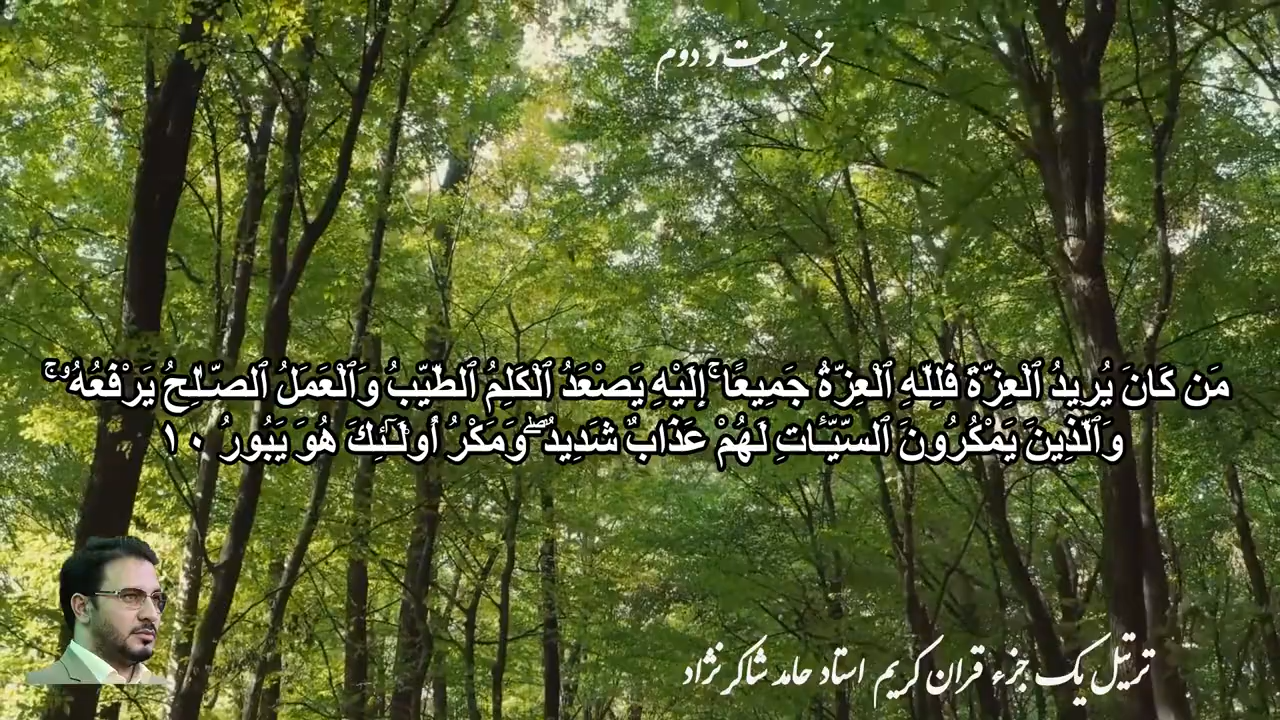 جزء بیست و دوم
مَن كَانَ يُرِيدُ ٱلْعِزَّةَ فَلِلَّهِ ٱلْعِزَّةُ جَمِيعًا ۚ إِلَيْهِ يَصْعَدُ ٱلْكَلِمُ ٱلطَّيِّبُ وَٱلْعَمَلُ ٱلصَّـٰلِحُ يَرْفَعُهُۥ ۚ
وَٱلَّذِينَ يَمْكُرُونَ ٱلسَّيِّـَٔاتِ لَهُمْ عَذَابٌ شَدِيدٌ ۖ وَمَكْرُ أُو۟لَـٰٓئِكَ هُوَ يَبُورُ ١٠
ترتیل یک جزء قران کریم استاد حامد شاکرنژاد